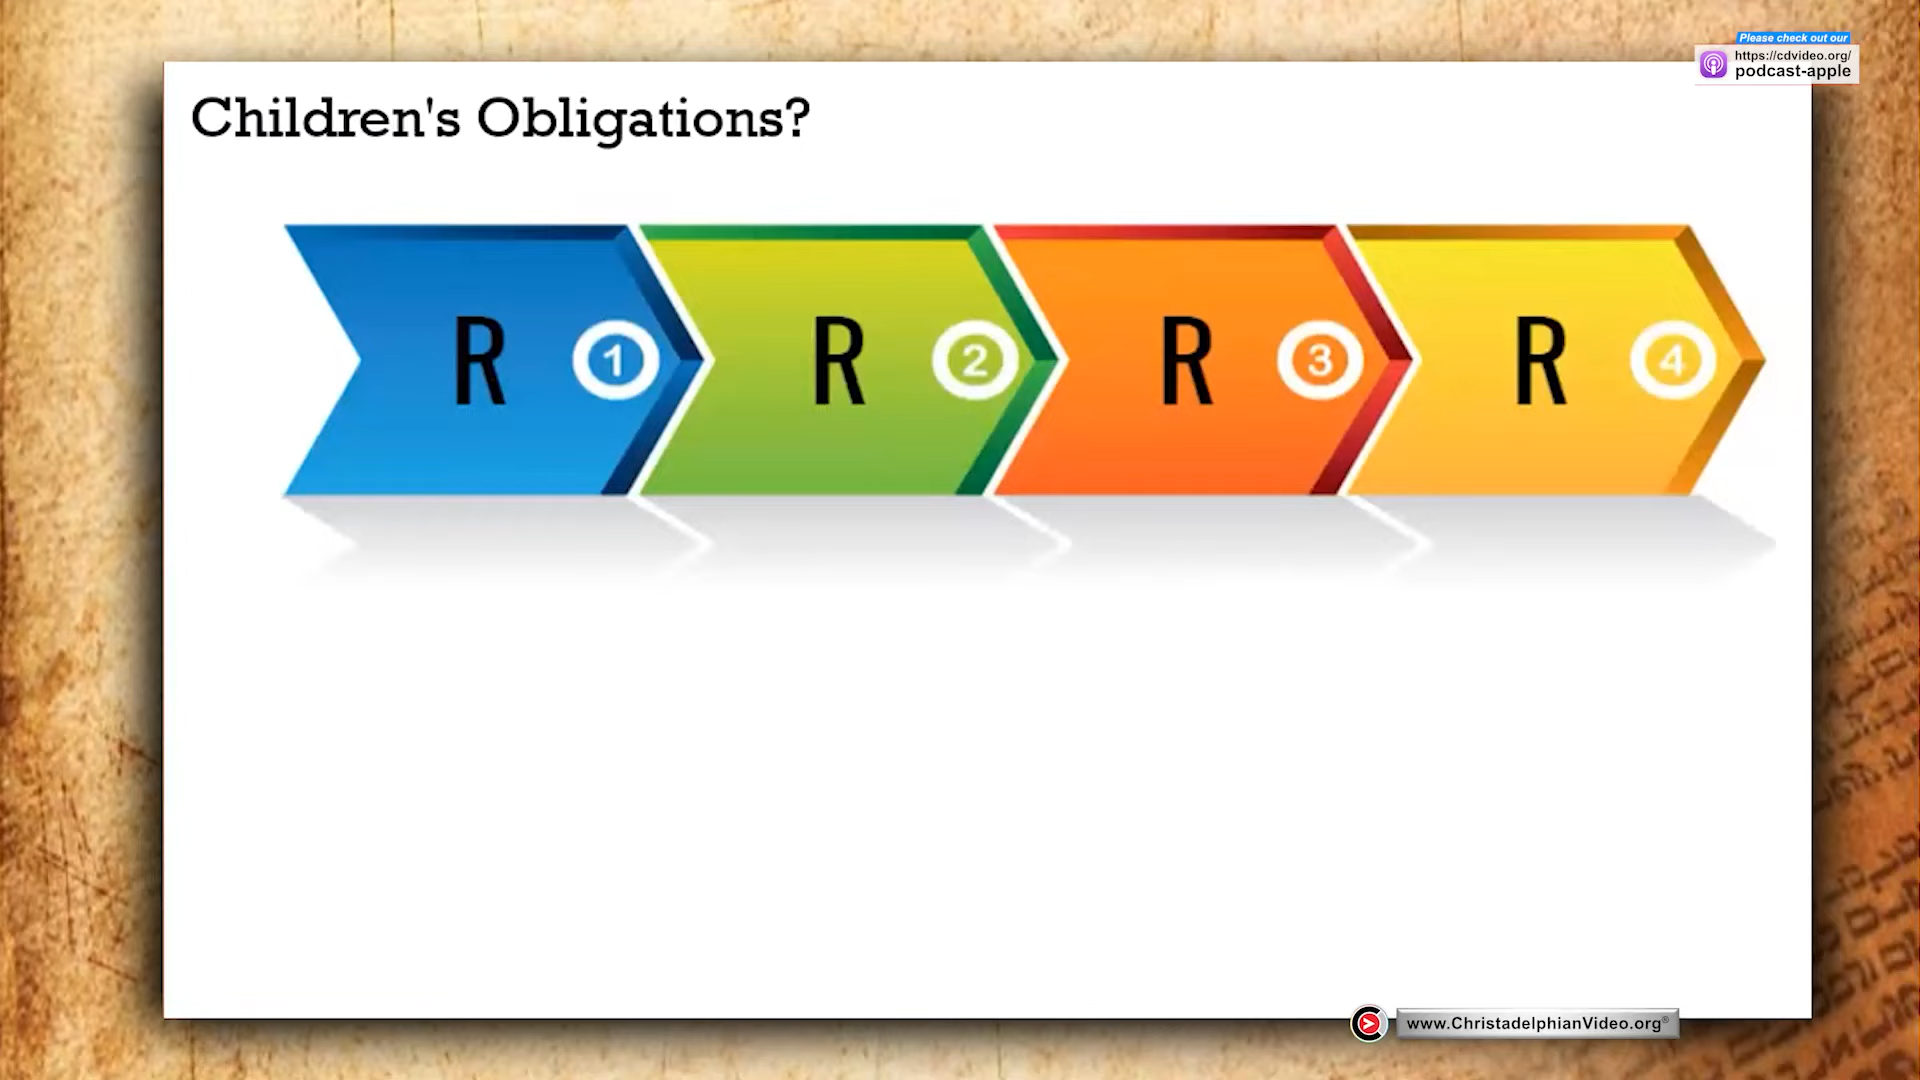 Please check out our
https://cdvideo.org/
podcast-apple
Children's Obligations?
R 1 R 2 R 3 R 4
www.ChristadelphianVideo.org®